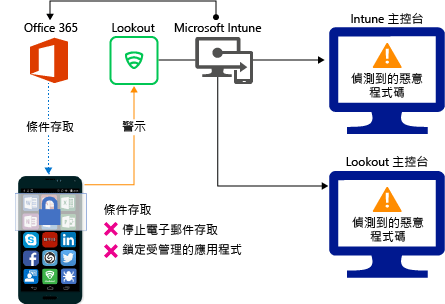 Office 365
Lookout
Microsoft Intune
Intune 主控台
偵測到的惡意
程式碼
條件存取
警示
Lookout 主控台
偵測到的惡意
程式碼
條件存取
停止電子郵件存取
鎖定受管理的應用程式